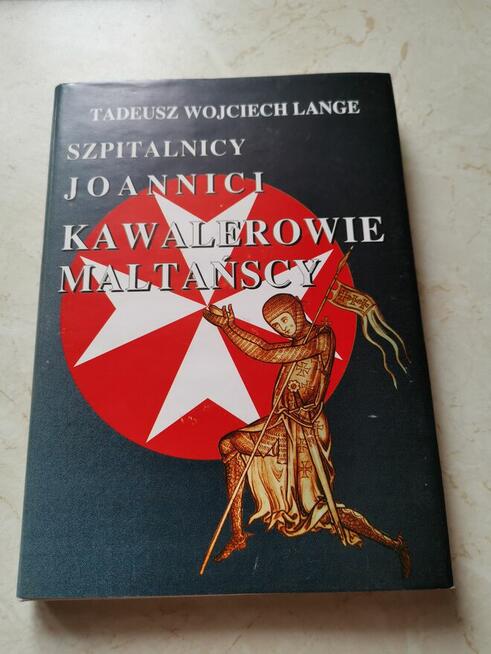 TADEUSZ WOJCIECH LANGE
SZPITALNICY
JOANNICI
KAWALEROWIE
MALTAŃSCY